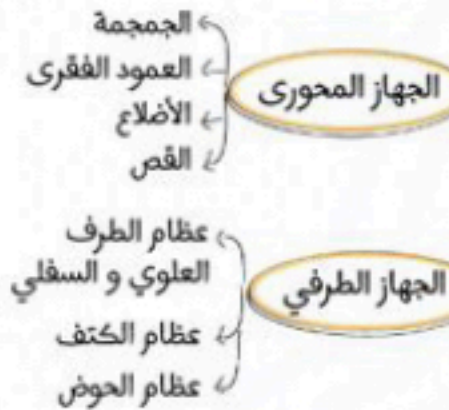 الجهاز المحورى
الجمجمة
العمود الفقرى
الأضلاع
القص
الجهاز الطرفي
عظام الطرف
العلوي و السفلي
عظام الكتف
عظام الحوض